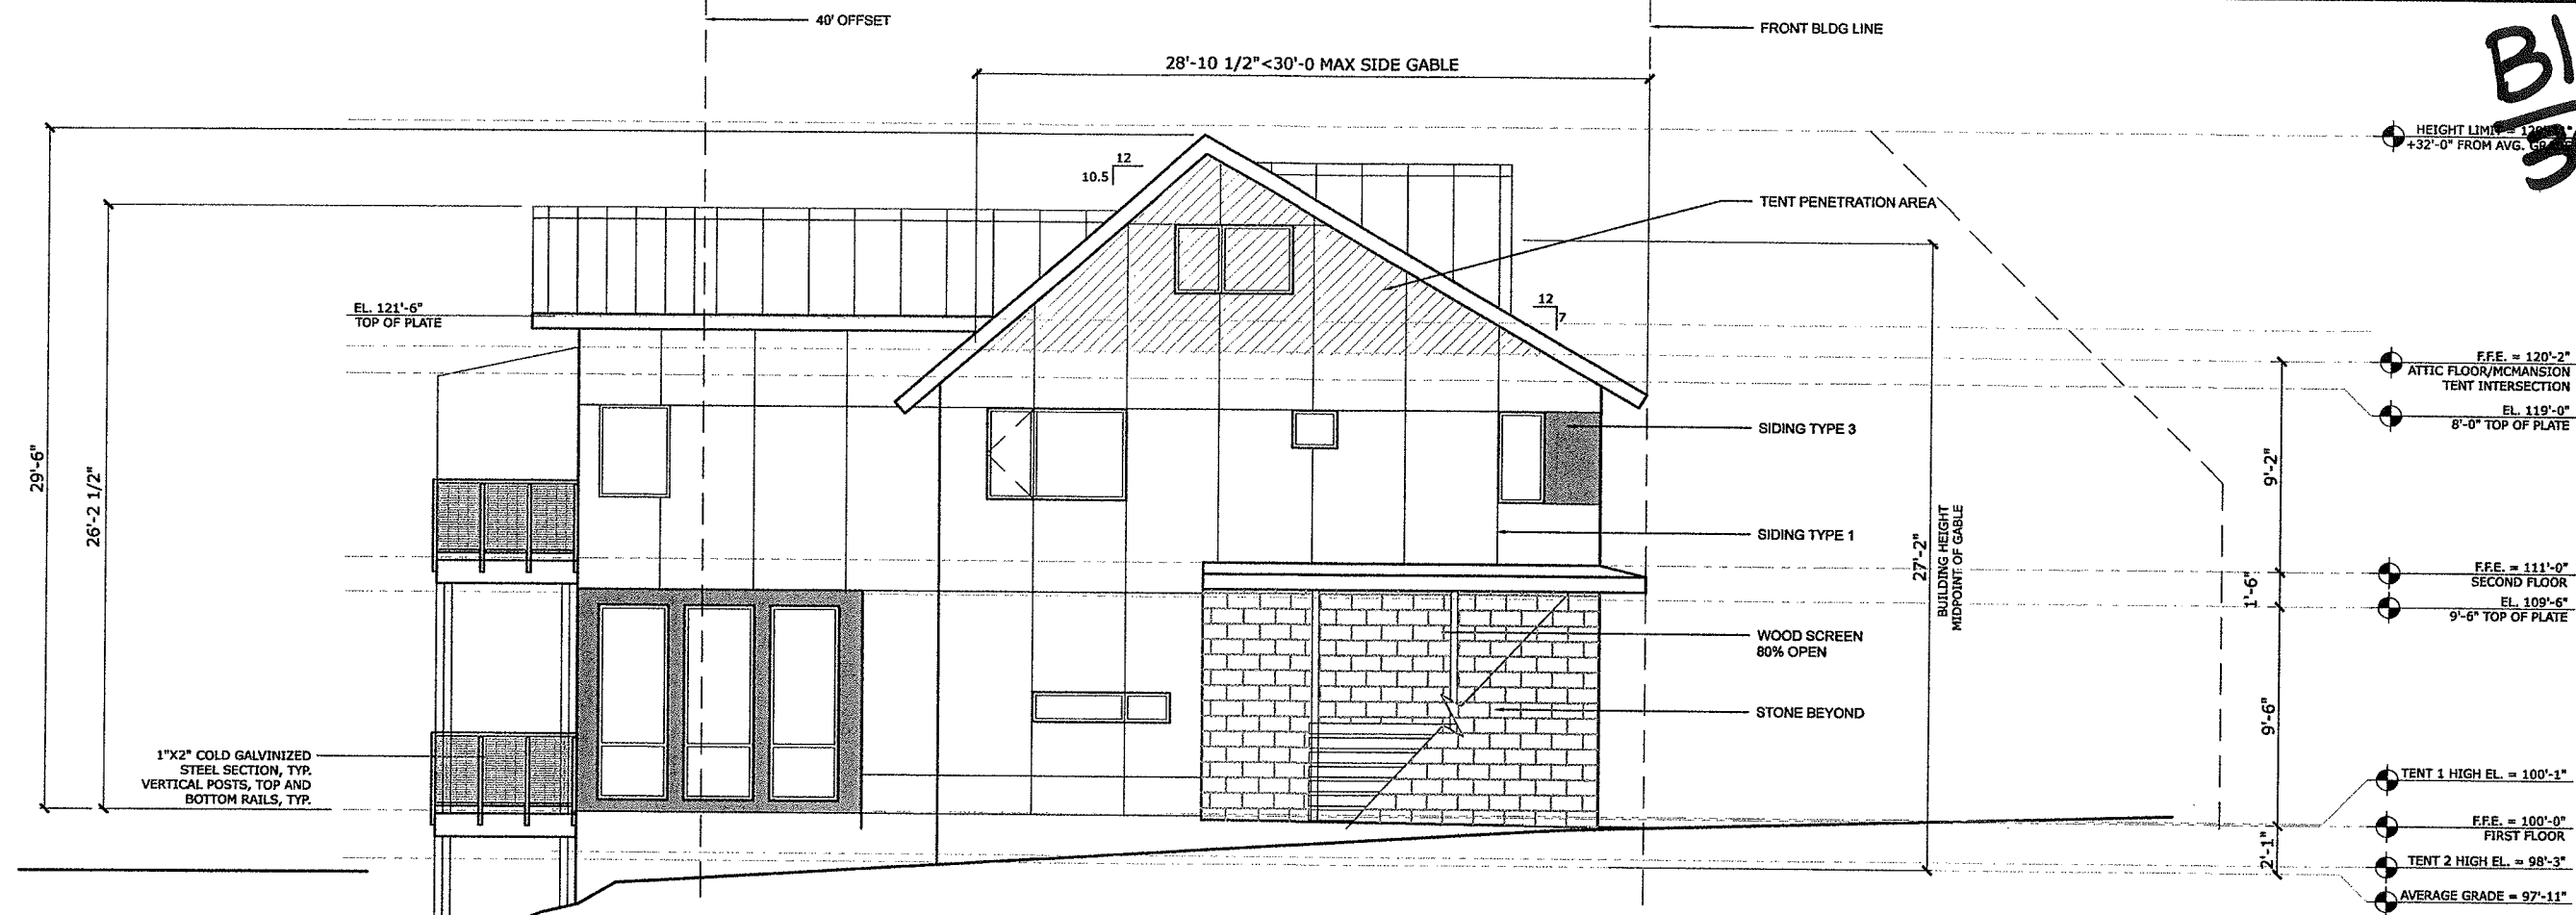 40' OFFSET
FRONT BLDG LINE
B1
3
28'-10 1/2"<30'-0 MAX SIDE GABLE
HEIGHT LIMIT =
+32'-0" FROM AVG.
12
10.5
TENT PENETRATION AREA
EL. 121'-6"
TOP OF PLATE
12
7
29'-6"
26'-2 1/2"
F.F.E. = 120'-2"
ATTIC FLOOR/MCMANSION
TENT INTERSECTION
EL. 119'-0"
8'-0" TOP OF PLATE
SIDING TYPE 3
9'-2"
SIDING TYPE 1
27'-2"
BUILDING HEIGHT
MIDPOINT OF GABLE
F.F.E. = 111'-0"
SECOND FLOOR
1'-6"
EL. 109'-6"
9'-6" TOP OF PLATE
WOOD SCREEN
80% OPEN
STONE BEYOND
9'-6"
1"X2" COLD GALVINIZED
STEEL SECTION, TYP.
VERTICAL POSTS, TOP AND
BOTTOM RAILS, TYP.
TENT 1 HIGH EL. = 100'-1"
F.F.E. = 100'-0"
FIRST FLOOR
2'-1"
TENT 2 HIGH EL. = 98'-3"
AVERAGE GRADE = 97'-11"